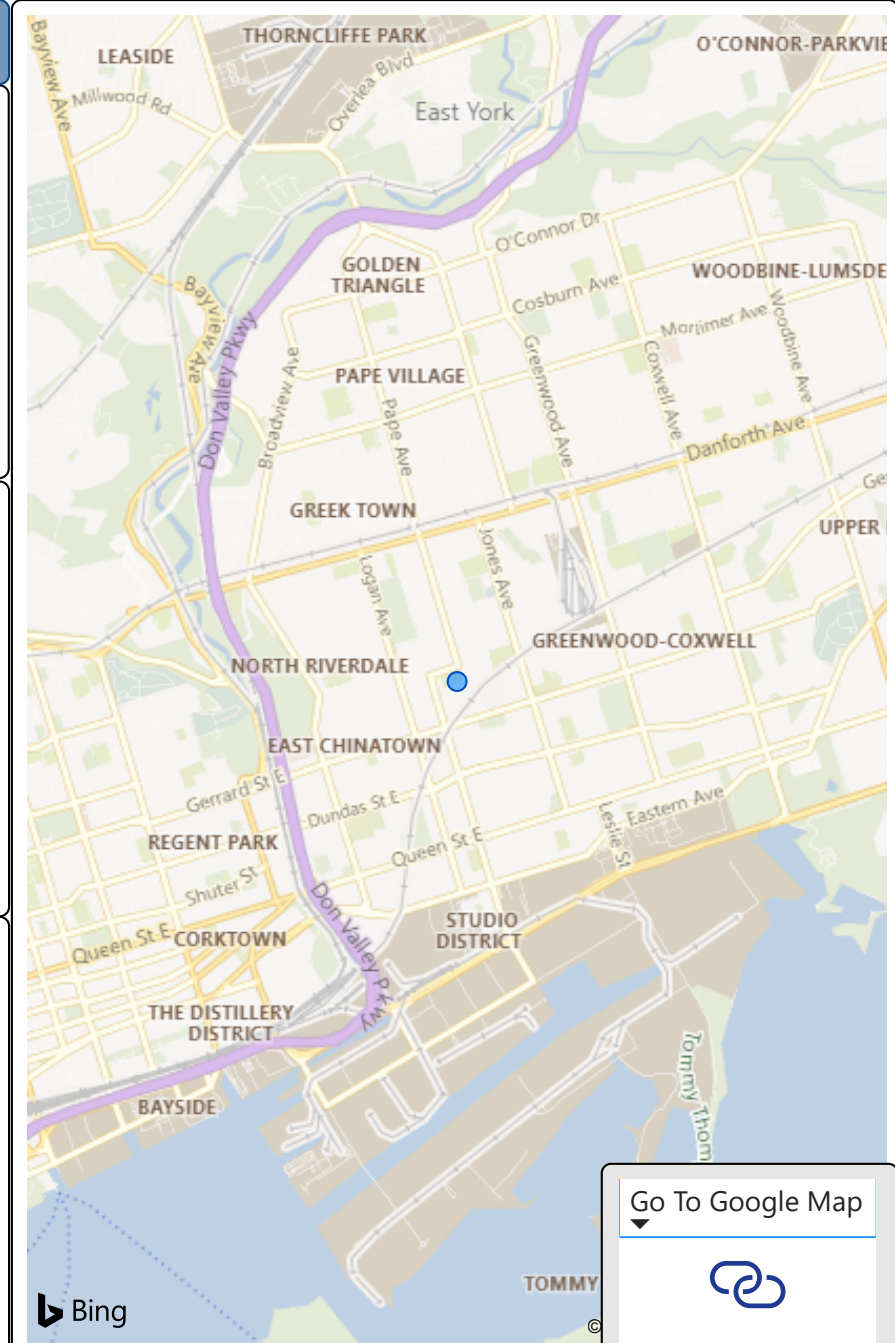 THORNCLIFFE PARK
O'CONNOR-PARKVIE
LEASIDE
Bayview Ave
Millwood Rd
Overlea Blvd
East York
O'Connor Dr
GOLDEN
TRIANGLE
WOODBINE-LUMSDE
Cosburn Ave
Bayview Ave
Mortimer Ave
Woodbine Ave
Don Valley Pkwy
Greenwood Ave
Coxwell Ave
Broadview Ave
PAPE VILLAGE
Pape Ave
Danforth Ave
Ge
GREEK TOWN
UPPER
Jones Ave
Logan Ave
GREENWOOD-COXWELL
NORTH RIVERDALE
EAST CHINATOWN
Gerrard St E
Dundas St E
Eastern Ave
Leslie St
REGENT PARK
Queen St E
Shuter St
Don Valley Pkwy
STUDIO
DISTRICT
Queen St E
CORKTOWN
THE DISTILLERY
DISTRICT
Tommy Thom
BAYSIDE
Go To Google Map
TOMMY
Bing
©